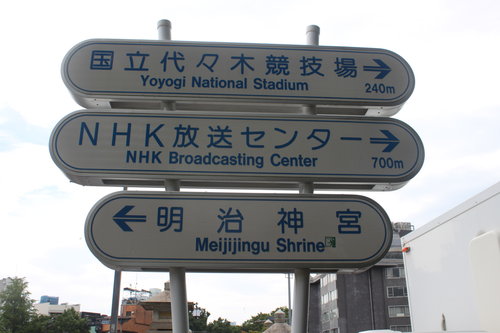 国立代々木競技場 →
Yoyogi National Stadium
240m
NHK放送センター →
NHK Broadcasting Center
700m
← 明治神宮
Meijijingu Shrine